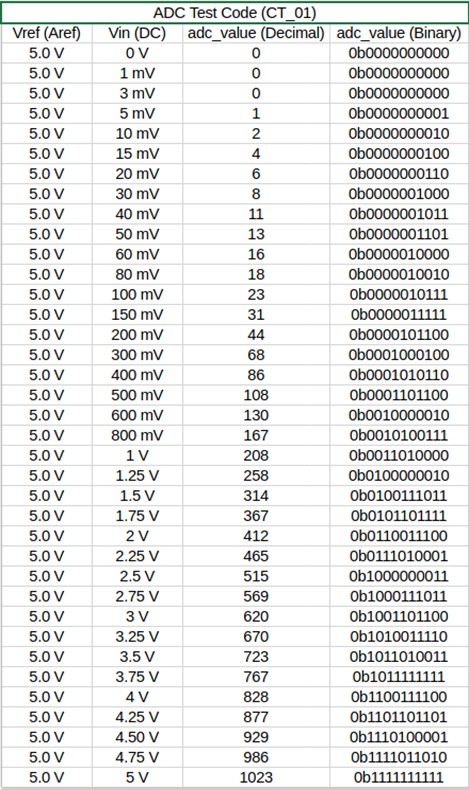 ADC Test Code (CT_01)
Vref (Aref) Vin (DC) adc_value (Decimal) adc_value (Binary)
5.0 V 0 V 0 0b0000000000
5.0 V 1 mV 0 0b0000000000
5.0 V 3 mV 0 0b0000000000
5.0 V 5 mV 1 0b0000000001
5.0 V 10 mV 2 0b0000000010
5.0 V 15 mV 4 0b0000000100
5.0 V 20 mV 6 0b0000000110
5.0 V 30 mV 8 0b0000001000
5.0 V 40 mV 11 0b0000001011
5.0 V 50 mV 13 0b0000001101
5.0 V 60 mV 16 0b0000010000
5.0 V 80 mV 18 0b0000010010
5.0 V 100 mV 23 0b0000010111
5.0 V 150 mV 31 0b0000011111
5.0 V 200 mV 44 0b0000101100
5.0 V 300 mV 68 0b0001000100
5.0 V 400 mV 86 0b0001010110
5.0 V 500 mV 108 0b0001101100
5.0 V 600 mV 130 0b0010000010
5.0 V 800 mV 167 0b0010100111
5.0 V 1 V 208 0b0011010000
5.0 V 1.25 V 258 0b0100000010
5.0 V 1.5 V 314 0b0100111011
5.0 V 1.75 V 367 0b0101101111
5.0 V 2 V 412 0b0110011100
5.0 V 2.25 V 465 0b0111010001
5.0 V 2.5 V 515 0b1000000011
5.0 V 2.75 V 569 0b1000111011
5.0 V 3 V 620 0b1001101100
5.0 V 3.25 V 670 0b1010011110
5.0 V 3.5 V 723 0b1011010011
5.0 V 3.75 V 767 0b1011111111
5.0 V 4 V 828 0b1100111100
5.0 V 4.25 V 877 0b1101101101
5.0 V 4.50 V 929 0b1110100001
5.0 V 4.75 V 986 0b1111011010
5.0 V 5 V 1023 0b1111111111